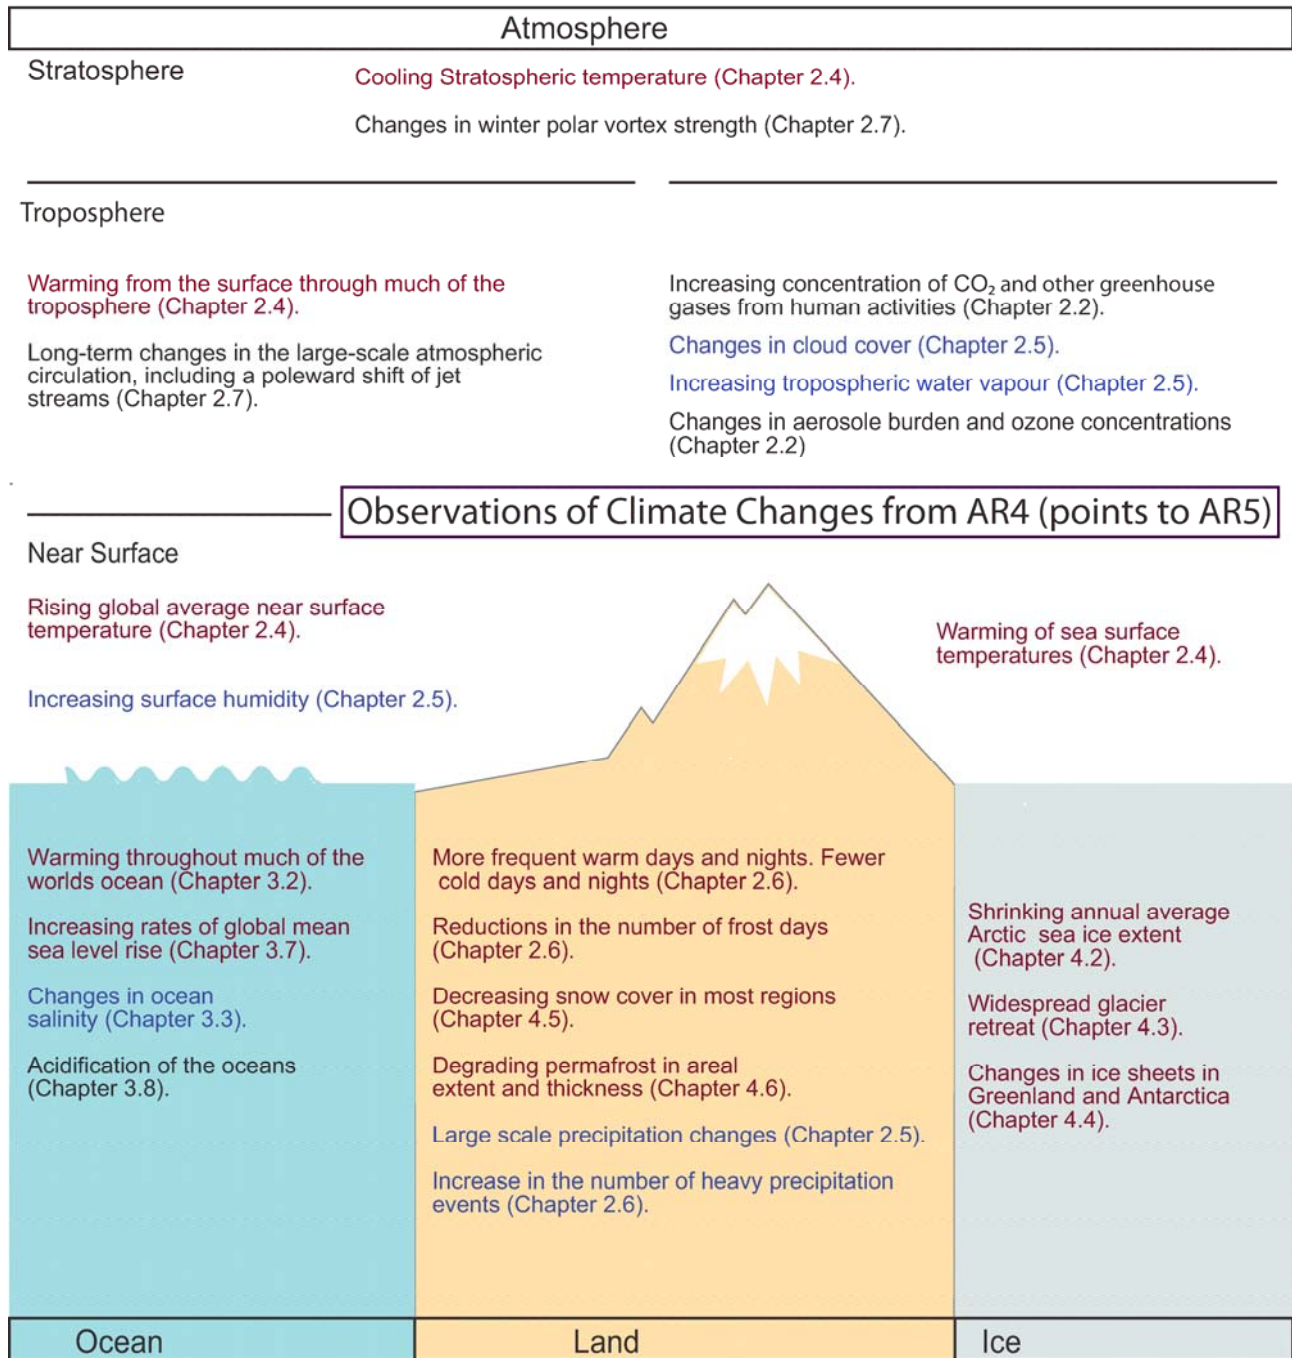 Atmosphere
Stratosphere
Cooling Stratospheric temperature (Chapter 2.4).
Changes in winter polar vortex strength (Chapter 2.7).
Troposphere
Warming from the surface through much of the
troposphere (Chapter 2.4).
Long-term changes in the large-scale atmospheric
circulation, including a poleward shift of jet
streams (Chapter 2.7).
Increasing concentration of CO₂ and other greenhouse
gases from human activities (Chapter 2.2).
Changes in cloud cover (Chapter 2.5).
Increasing tropospheric water vapour (Chapter 2.5).
Changes in aerosole burden and ozone concentrations
(Chapter 2.2)
Observations of Climate Changes from AR4 (points to AR5)
Near Surface
Rising global average near surface
temperature (Chapter 2.4).
Increasing surface humidity (Chapter 2.5).
Warming of sea surface
temperatures (Chapter 2.4).
Warming throughout much of the
worlds ocean (Chapter 3.2).
Increasing rates of global mean
sea level rise (Chapter 3.7).
Changes in ocean
salinity (Chapter 3.3).
Acidification of the oceans
(Chapter 3.8).
More frequent warm days and nights. Fewer
cold days and nights (Chapter 2.6).
Reductions in the number of frost days
(Chapter 2.6).
Decreasing snow cover in most regions
(Chapter 4.5).
Degrading permafrost in areal
extent and thickness (Chapter 4.6).
Large scale precipitation changes (Chapter 2.5).
Increase in the number of heavy precipitation
events (Chapter 2.6).
Shrinking annual average
Arctic sea ice extent
(Chapter 4.2).
Widespread glacier
retreat (Chapter 4.3).
Changes in ice sheets in
Greenland and Antarctica
(Chapter 4.4).
Ocean
Land
Ice